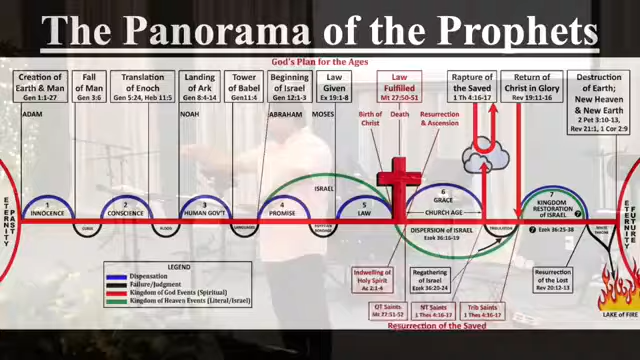 The Panorama of the Prophets
God's Plan for the Ages
Creation of
Earth & Man
Gen 1:1-27
Fall
of Man
Gen 3:6
Translation
of Enoch
Gen 5:24, Heb 11:5
Landing
of Ark
Gen 8:4-14
Tower
of Babel
Gen11:4
Beginning
of Israel
Gen 12:1-3
Law
Given
Ex 19:1-8
Law
Fulfilled
Mt 27:50-51
Rapture of
the Saved
1 Th 4:16-17
Return of
Christ in Glory
Rev 19:11-16
Destruction
of Earth;
New Heaven
& New Earth
2 Pet 3:10-13,
Rev 21:1, 1 Cor 2:9
ADAM
NOAH
ABRAHAM
MOSES
Birth of
Christ
Death
Resurrection
& Ascension
ISRAEL
ETERNITY
PAST
1
INNOCENCE
2
CONSCIENCE
3
HUMAN GOV'T
4
PROMISE
5
LAW
6
GRACE
CHURCH AGE
7
KINGDOM
RESTORATION
OF ISRAEL
?
ETERNITY
FUTURE
CURSE
FLOOD
LANGUAGES
EGYPTIAN
BONDAGE
DISPERSION OF ISRAEL
Ezek 36:16-19
TRIBULATION
? Ezek 36:25-38
WHITE
THRONE
LEGEND
Dispensation
Failure/Judgment
Kingdom of God Events (Spiritual)
Kingdom of Heaven Events (Literal/Israel)
Indwelling of
Holy Spirit
Ac 2:1-4
Regathering
of Israel
Ezek 36:20-24
Resurrection
of the Lost
Rev 20:12-13
OT Saints
Mt 27:51-52
NT Saints
1 Thes 4:16-17
Trib Saints
1 Thes 4:16-17
Resurrection of the Saved
LAKE OF FIRE